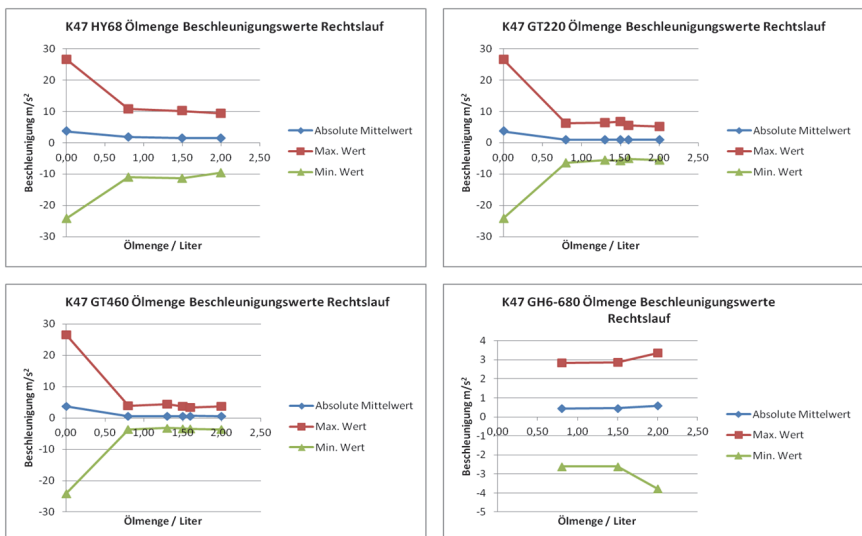 K47 HY68 Ölmenge Beschleunigungswerte Rechtslauf
30
20
10
0
-10
-20
-30
0,00 0,50 1,00 1,50 2,00 2,50
Beschleunigung m/s²
Ölmenge / Liter
Absolute Mittelwert
Max. Wert
Min. Wert
K47 GT220 Ölmenge Beschleunigungswerte Rechtslauf
30
20
10
0
-10
-20
-30
0,00 0,50 1,00 1,50 2,00 2,50
Beschleunigung m/s²
Ölmenge / Liter
Absolute Mittelwert
Max. Wert
Min. Wert
K47 GT460 Ölmenge Beschleunigungswerte Rechtslauf
30
20
10
0
-10
-20
-30
0,00 0,50 1,00 1,50 2,00 2,50
Beschleunigung m/s²
Ölmenge / Liter
Absolute Mittelwert
Max. Wert
Min. Wert
K47 GH6-680 Ölmenge Beschleunigungswerte
Rechtslauf
4
3
2
1
0
-1
-2
-3
-4
-5
0,00 0,50 1,00 1,50 2,00 2,50
Beschleunigung m/s²
Ölmenge / Liter
Absolute Mittelwert
Max. Wert
Min. Wert